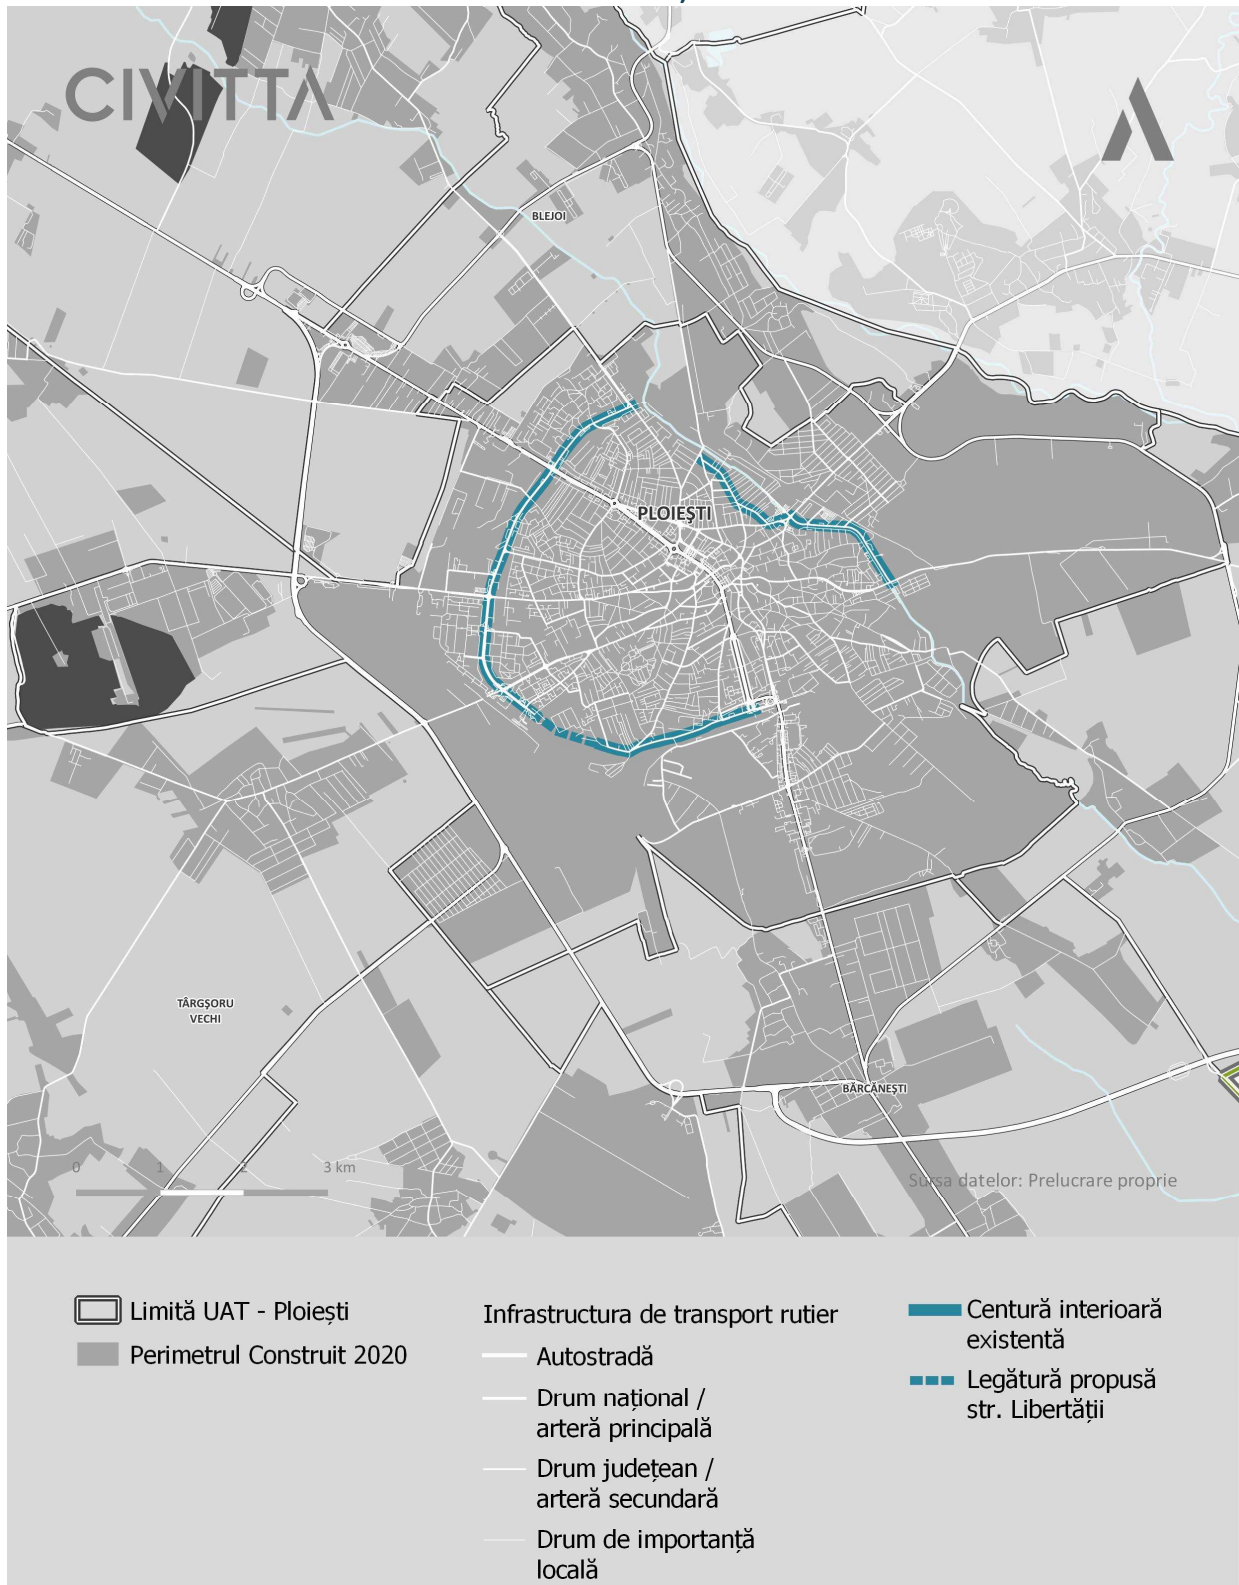 CIVITTA
BLEJOI
PLOIEȘTI
TÂRGȘORU
VECHI
BĂRCĂNEȘTI
0 1 2 3 km
Sursa datelor: Prelucrare proprie
Limită UAT - Ploiești
Perimetrul Construit 2020
Infrastructura de transport rutier
Autostradă
Drum național /
arteră principală
Drum județean /
arteră secundară
Drum de importanță
locală
Centură interioară
existentă
Legătură propusă
str. Libertății